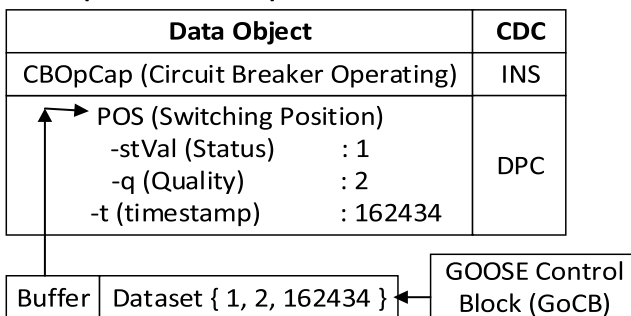 Data Object CDC
CBOpCap (Circuit Breaker Operating) INS
POS (Switching Position)
-stVal (Status) : 1
-q (Quality) : 2
-t (timestamp) : 162434
DPC
Buffer Dataset { 1, 2, 162434 }
GOOSE Control
Block (GoCB)